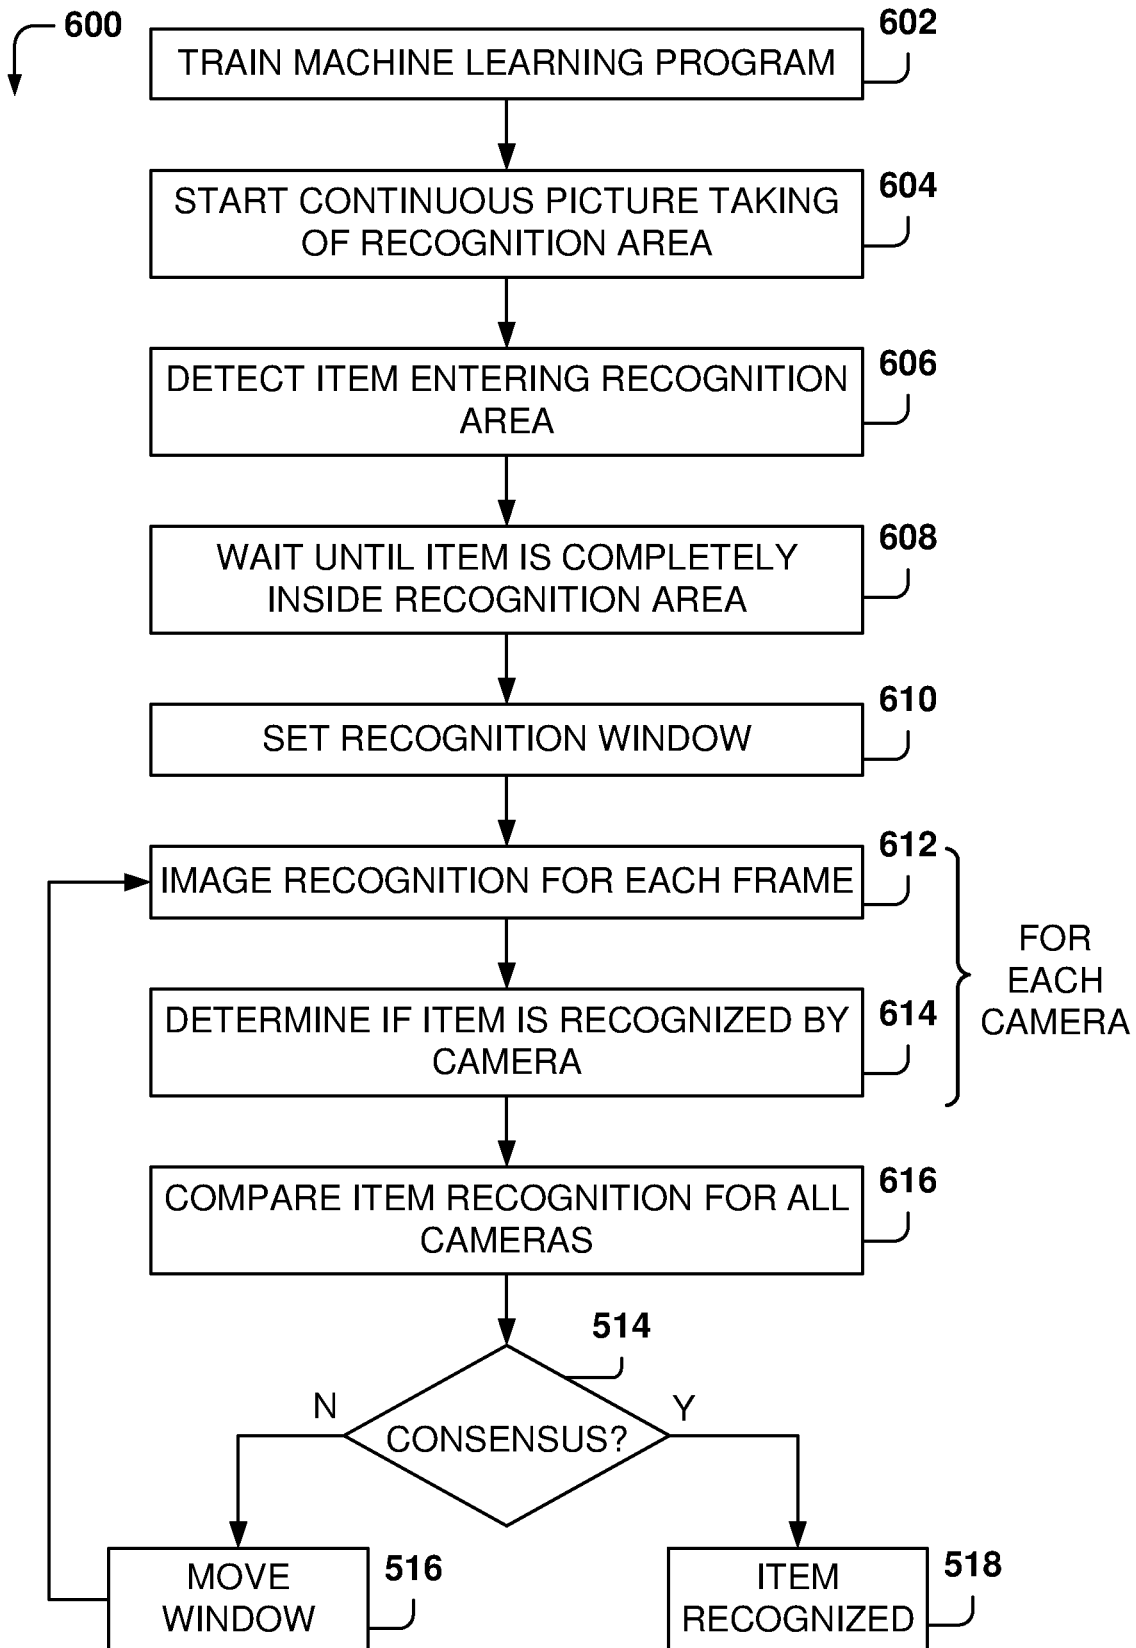 600
602
TRAIN MACHINE LEARNING PROGRAM
604
START CONTINUOUS PICTURE TAKING
OF RECOGNITION AREA
606
DETECT ITEM ENTERING RECOGNITION
AREA
608
WAIT UNTIL ITEM IS COMPLETELY
INSIDE RECOGNITION AREA
610
SET RECOGNITION WINDOW
612
IMAGE RECOGNITION FOR EACH FRAME
FOR
EACH
CAMERA
614
DETERMINE IF ITEM IS RECOGNIZED BY
CAMERA
616
COMPARE ITEM RECOGNITION FOR ALL
CAMERAS
514
N
Y
CONSENSUS?
516
MOVE
WINDOW
518
ITEM
RECOGNIZED